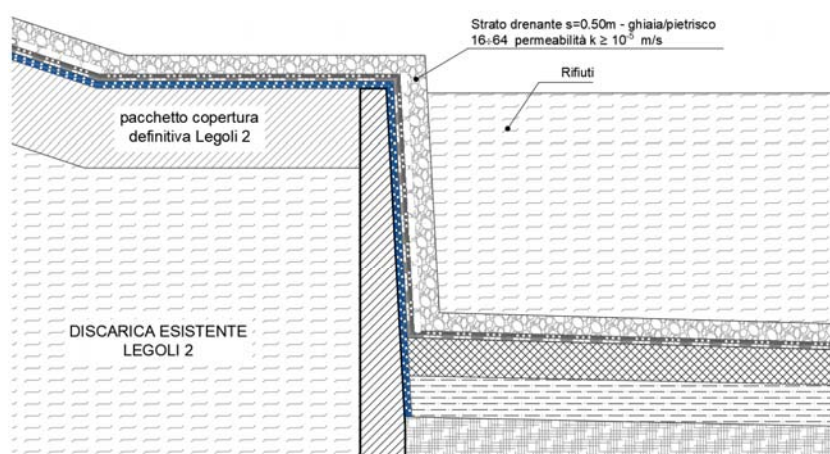 Strato drenante s=0.50m - ghiaia/pietrisco
16÷64 permeabilità k ≥ 10⁻⁵ m/s
Rifiuti
pacchetto copertura
definitiva Legoli 2
DISCARICA ESISTENTE
LEGOLI 2